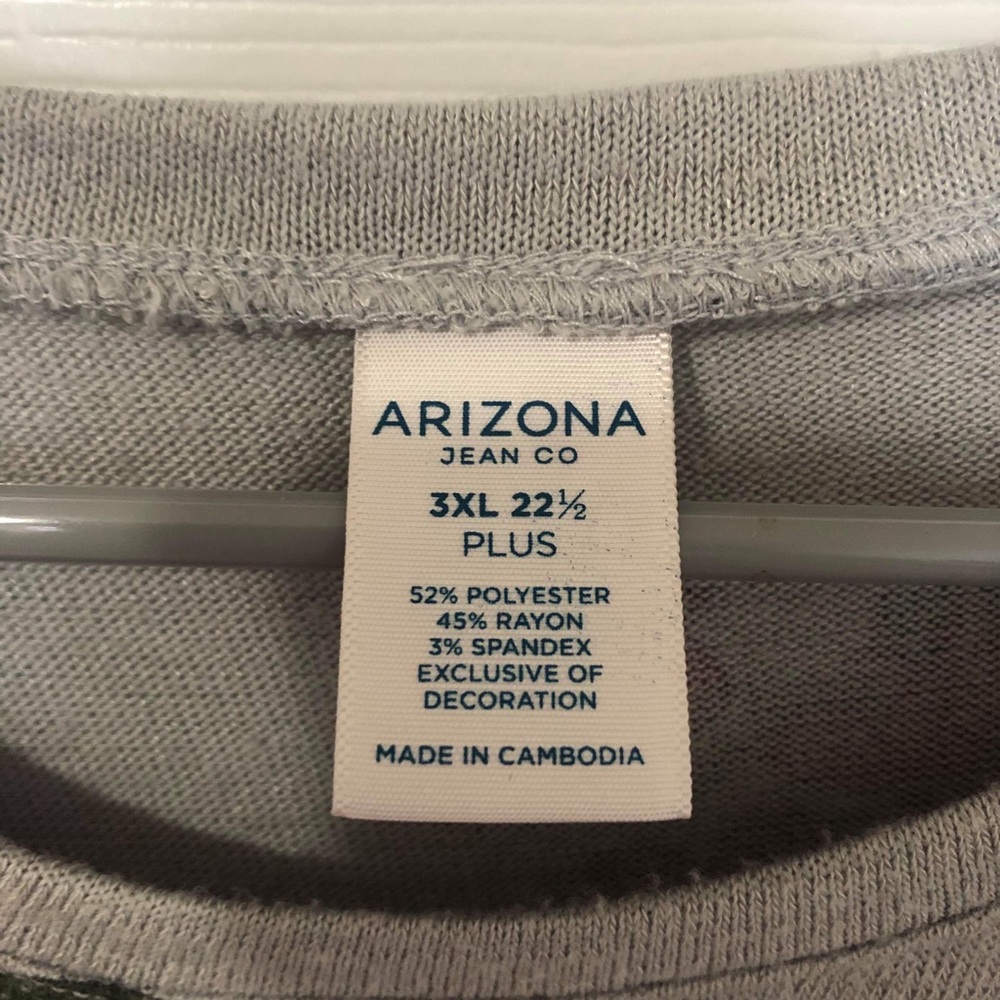 ARIZONA
JEAN CO
3XL 22½
PLUS
52% POLYESTER
45% RAYON
3% SPANDEX
EXCLUSIVE OF
DECORATION
MADE IN CAMBODIA